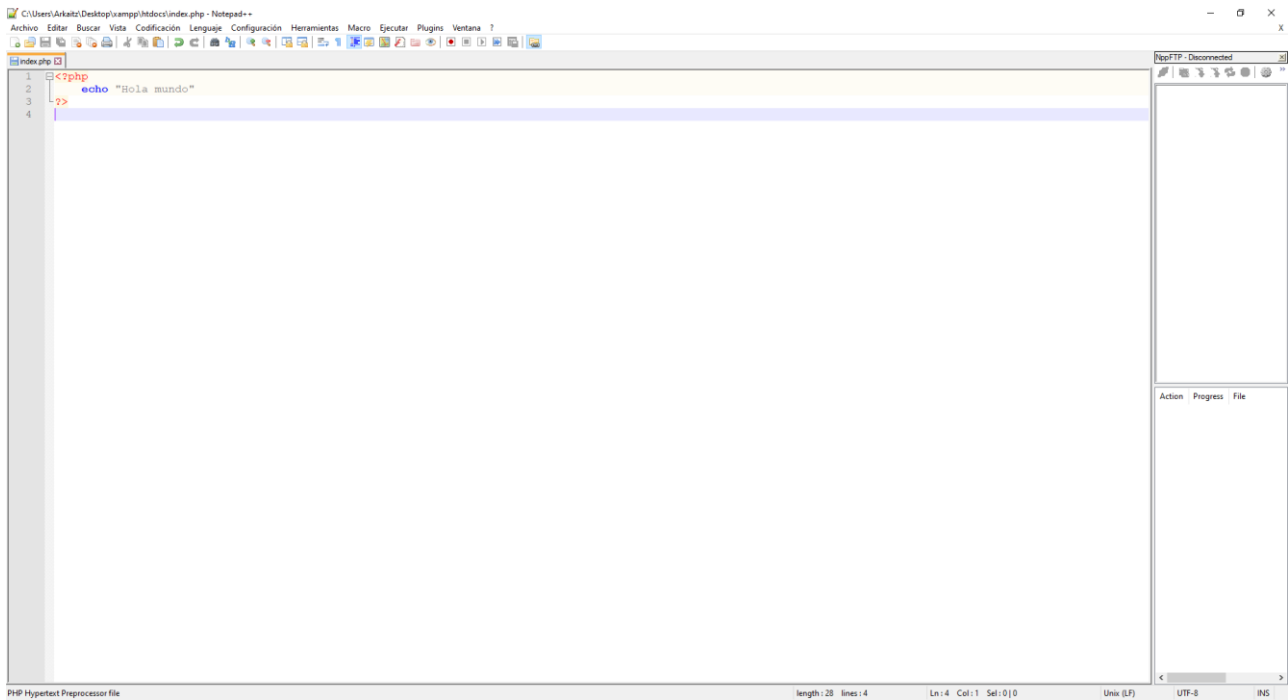 C:\Users\Arkaitz\Desktop\xampp\htdocs\index.php - Notepad++
Archivo Editar Buscar Vista Codificación Lenguaje Configuración Herramientas Macro Ejecutar Plugins Ventana ? X
index.php
NppFTP - Disconnected
1 <?php
2 echo "Hola mundo"
3 ?>
4
Action Progress File
PHP Hypertext Preprocessor file length : 28 lines : 4 Ln : 4 Col : 1 Sel : 0 | 0 Unix (LF) UTF-8 INS